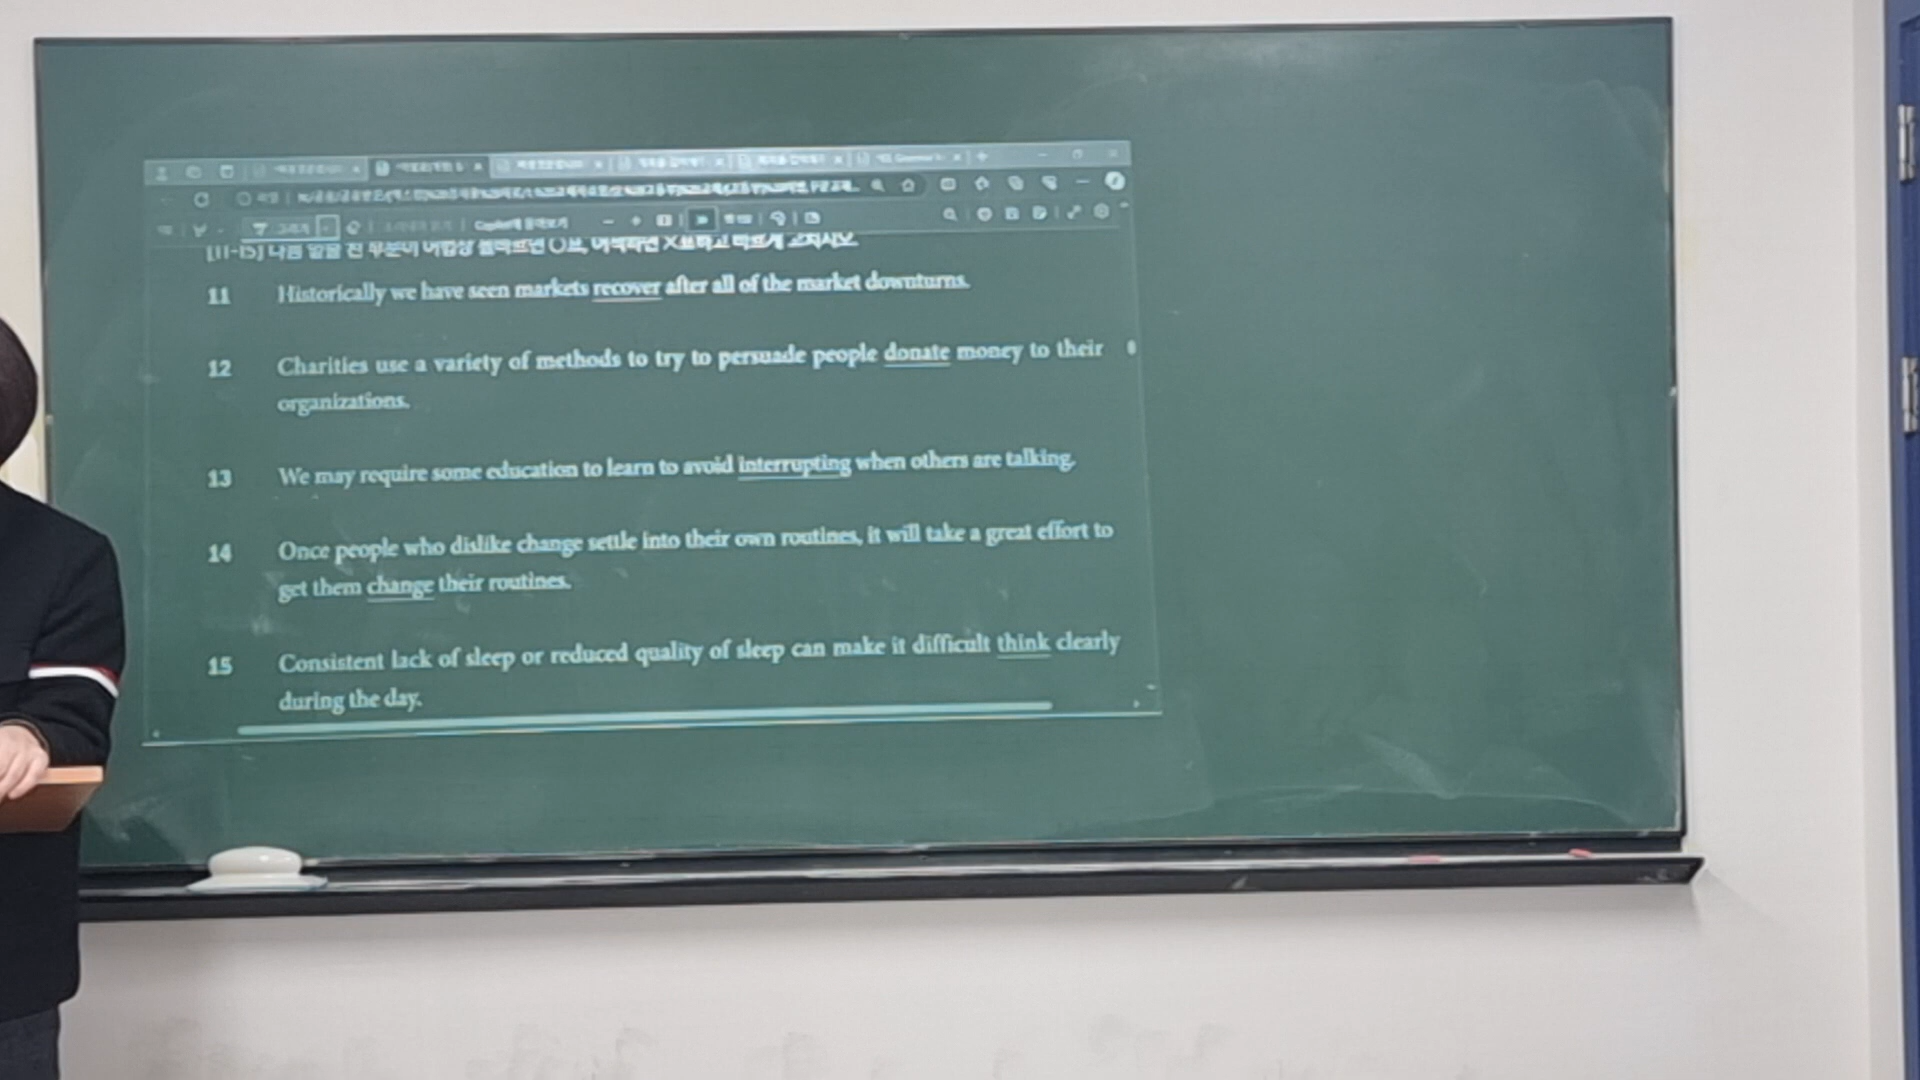 [11-15] 다음 밑줄 친 부분이 어법상 올바르면 O표, 어색하면 X표하고 바르게 고치시오.
11 Historically we have seen markets recover after all of the market downturns.
12 Charities use a variety of methods to try to persuade people donate money to their
organizations.
13 We may require some education to learn to avoid interrupting when others are talking.
14 Once people who dislike change settle into their own routines, it will take a great effort to
get them change their routines.
15 Consistent lack of sleep or reduced quality of sleep can make it difficult think clearly
during the day.